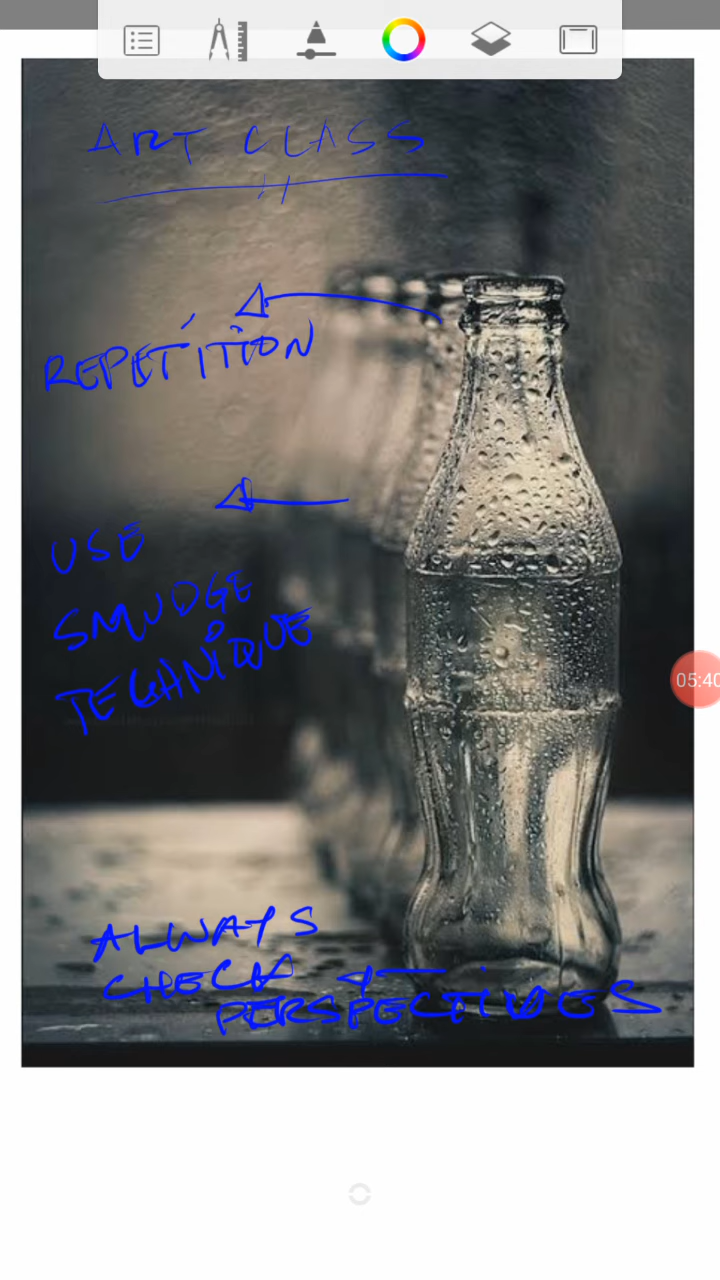 ART CLASS
REPETITION
USE
SMUDGE
TECHNIQUE
ALWAYS
CHECK
PERSPECTIVES
05:40